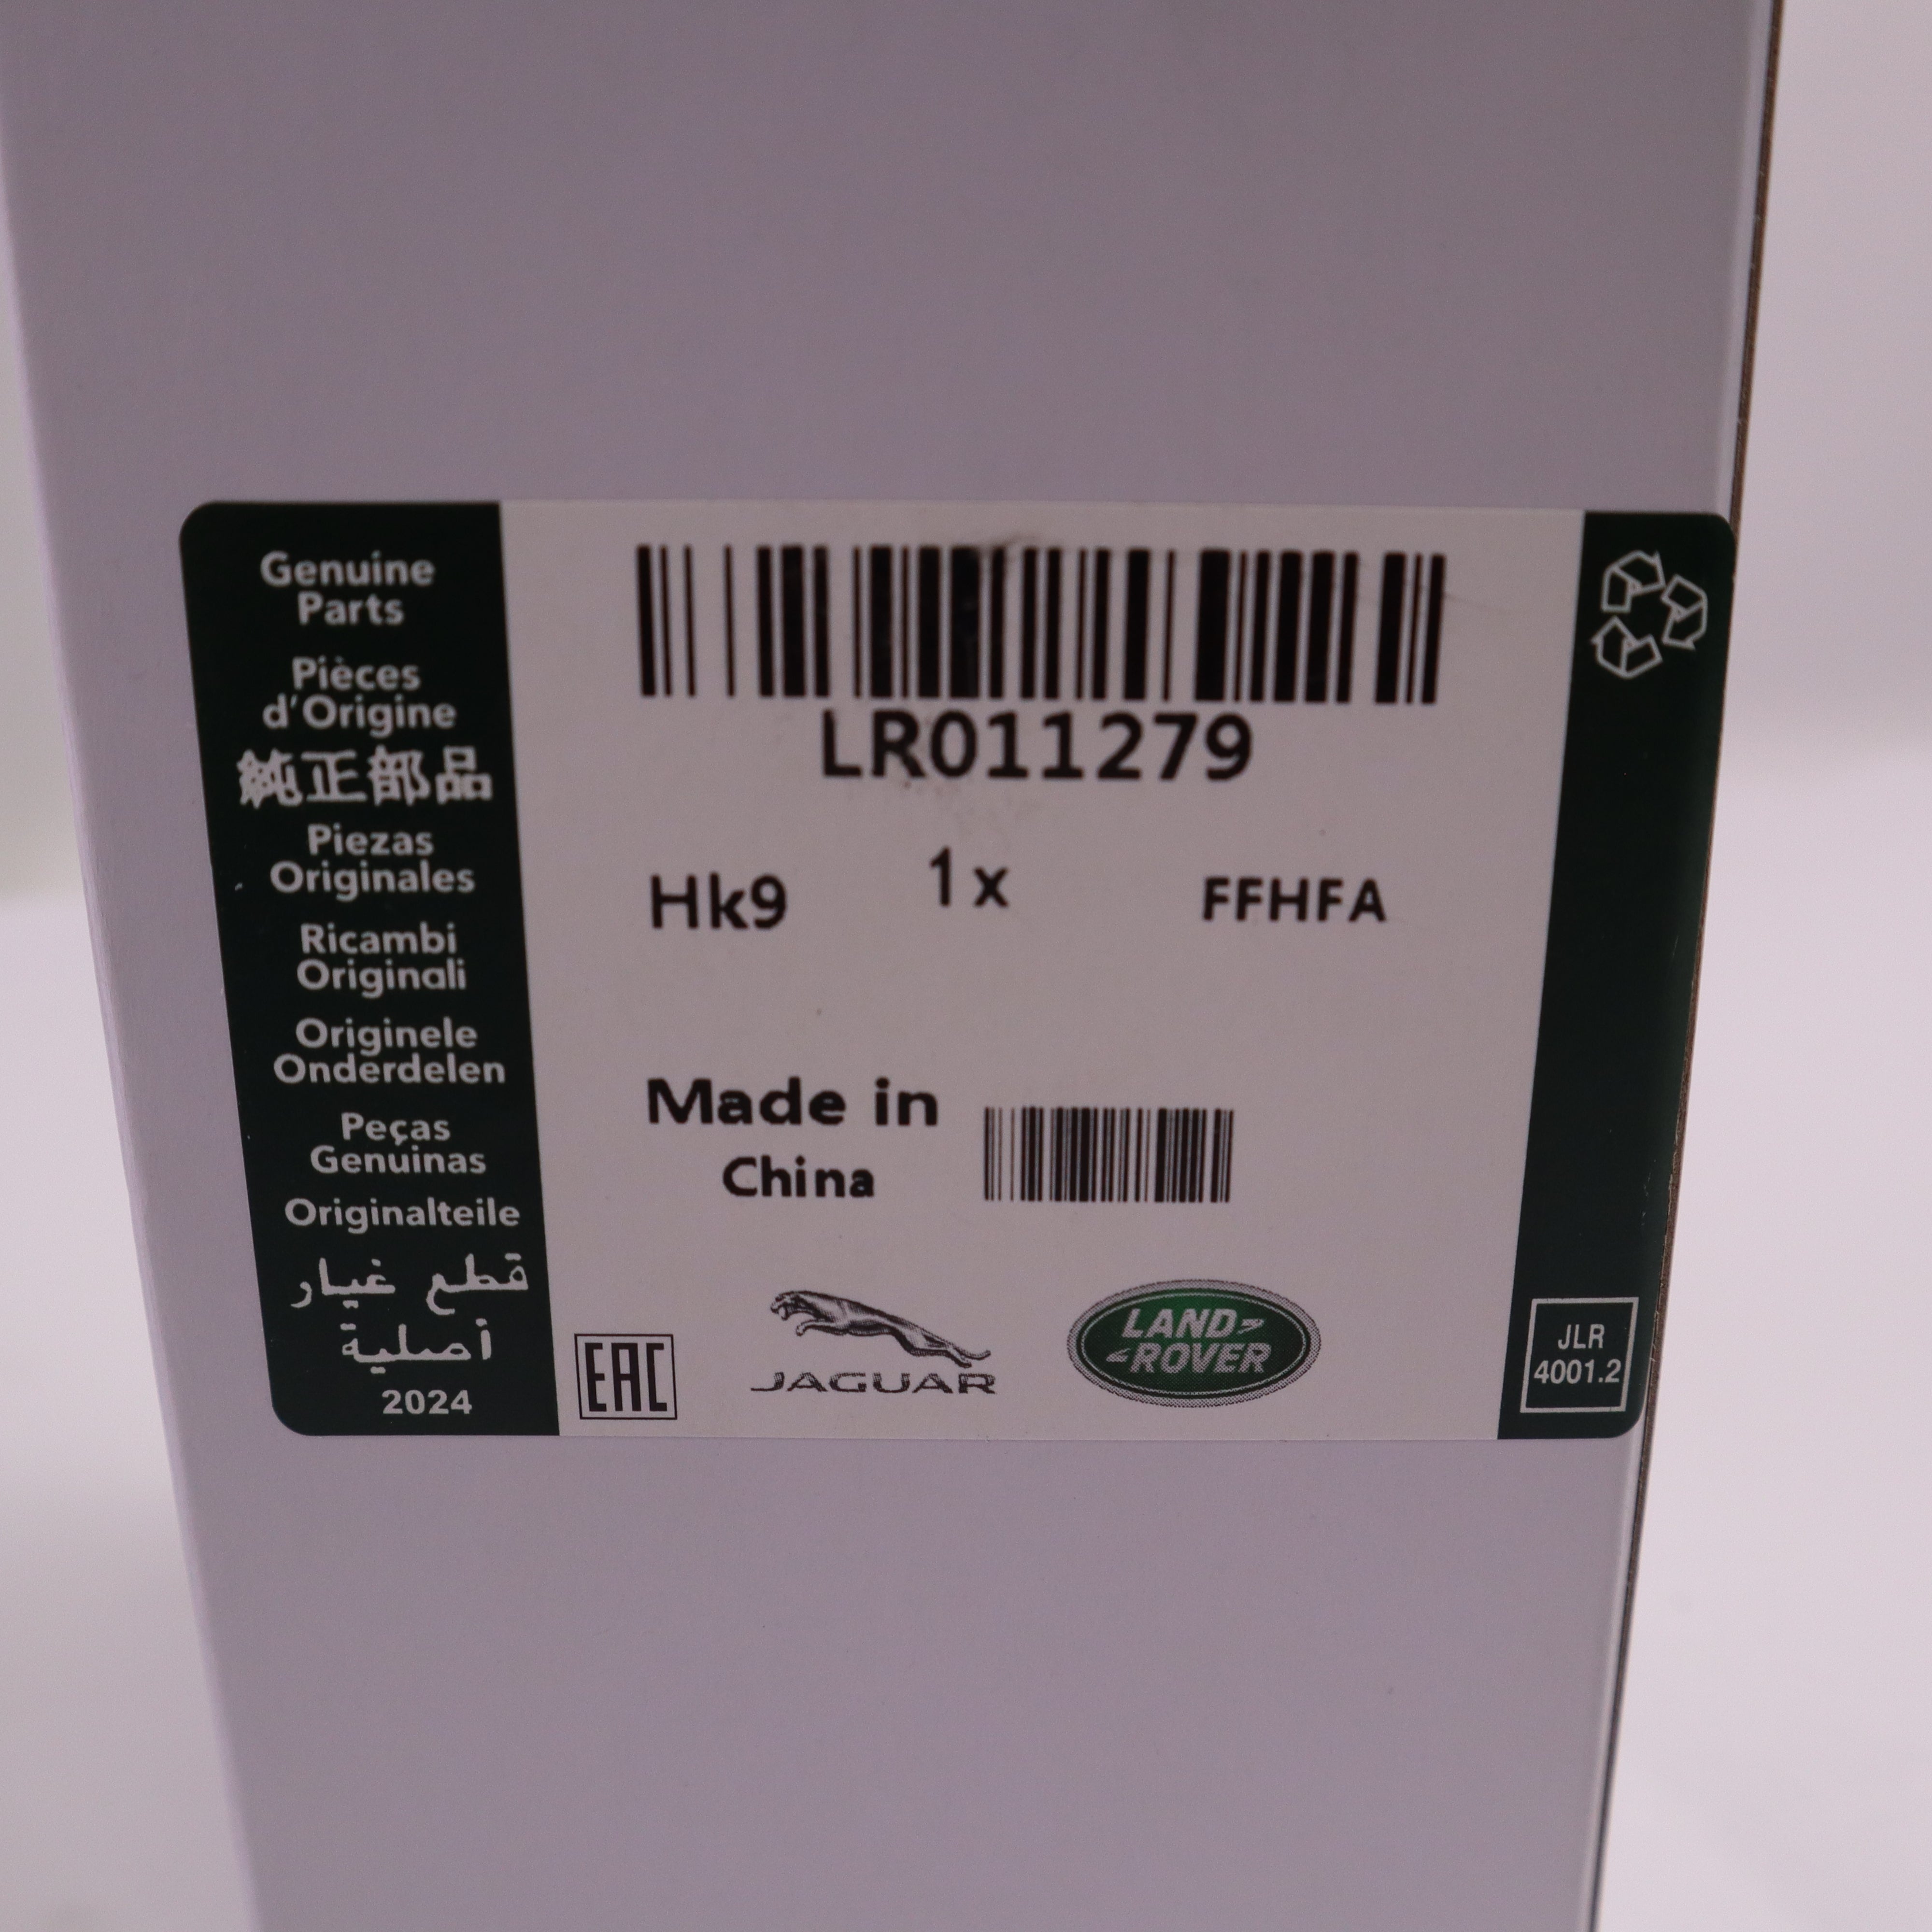 Genuine
Parts
Pièces
d'Origine
純正部品
Piezas
Originales
Ricambi
Originali
Originele
Onderdelen
Peças
Genuinas
Originalteile
قطع غيار
أصلية
2024
LR011279
Hk9 1x FFHFA
Made in
China
EAC
JAGUAR
LAND
ROVER
JLR
4001.2